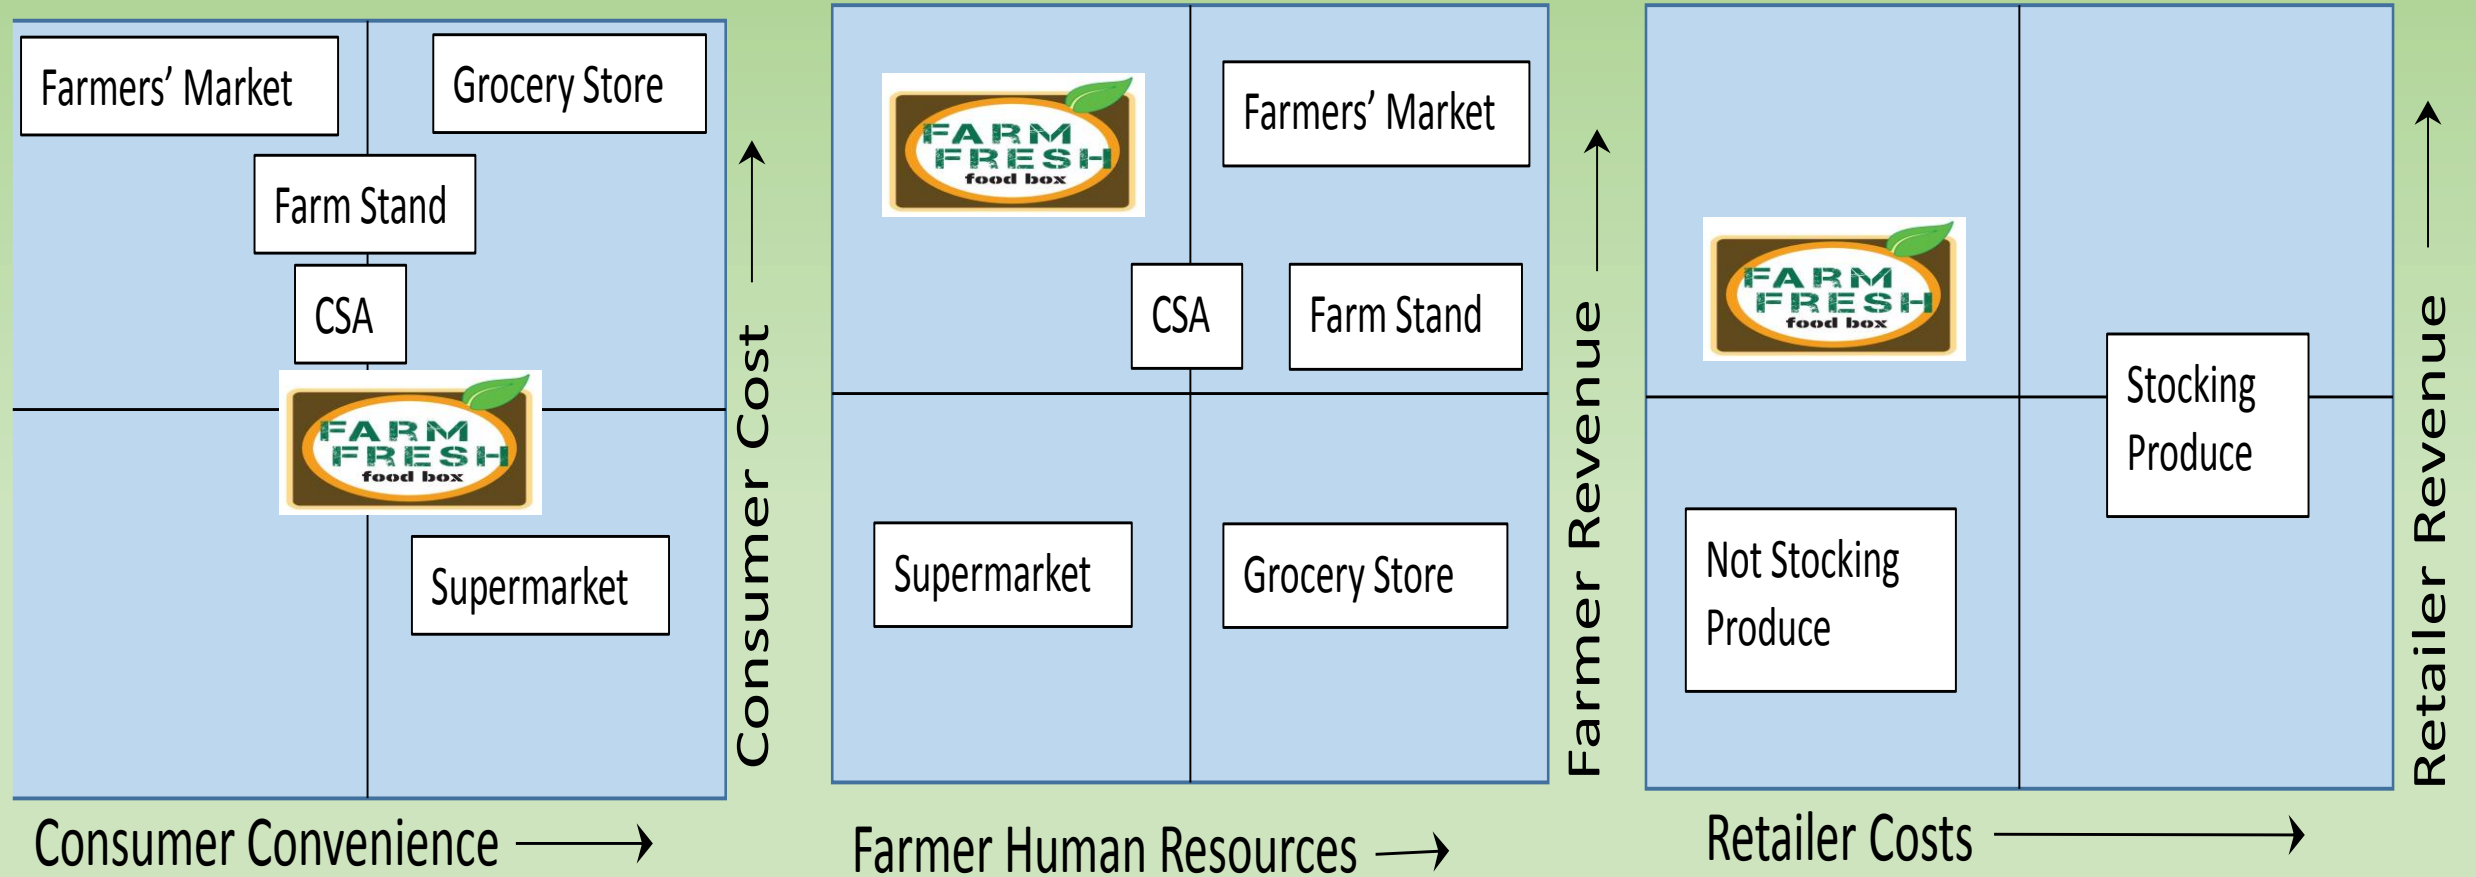 Farmers’ Market
Grocery Store
Farm Stand
CSA
FARM
FRESH
food box
Supermarket
Consumer Cost
Consumer Convenience
FARM
FRESH
food box
Farmers’ Market
CSA
Farm Stand
Supermarket
Grocery Store
Farmer Revenue
Farmer Human Resources
FARM
FRESH
food box
Stocking
Produce
Not Stocking
Produce
Retailer Revenue
Retailer Costs